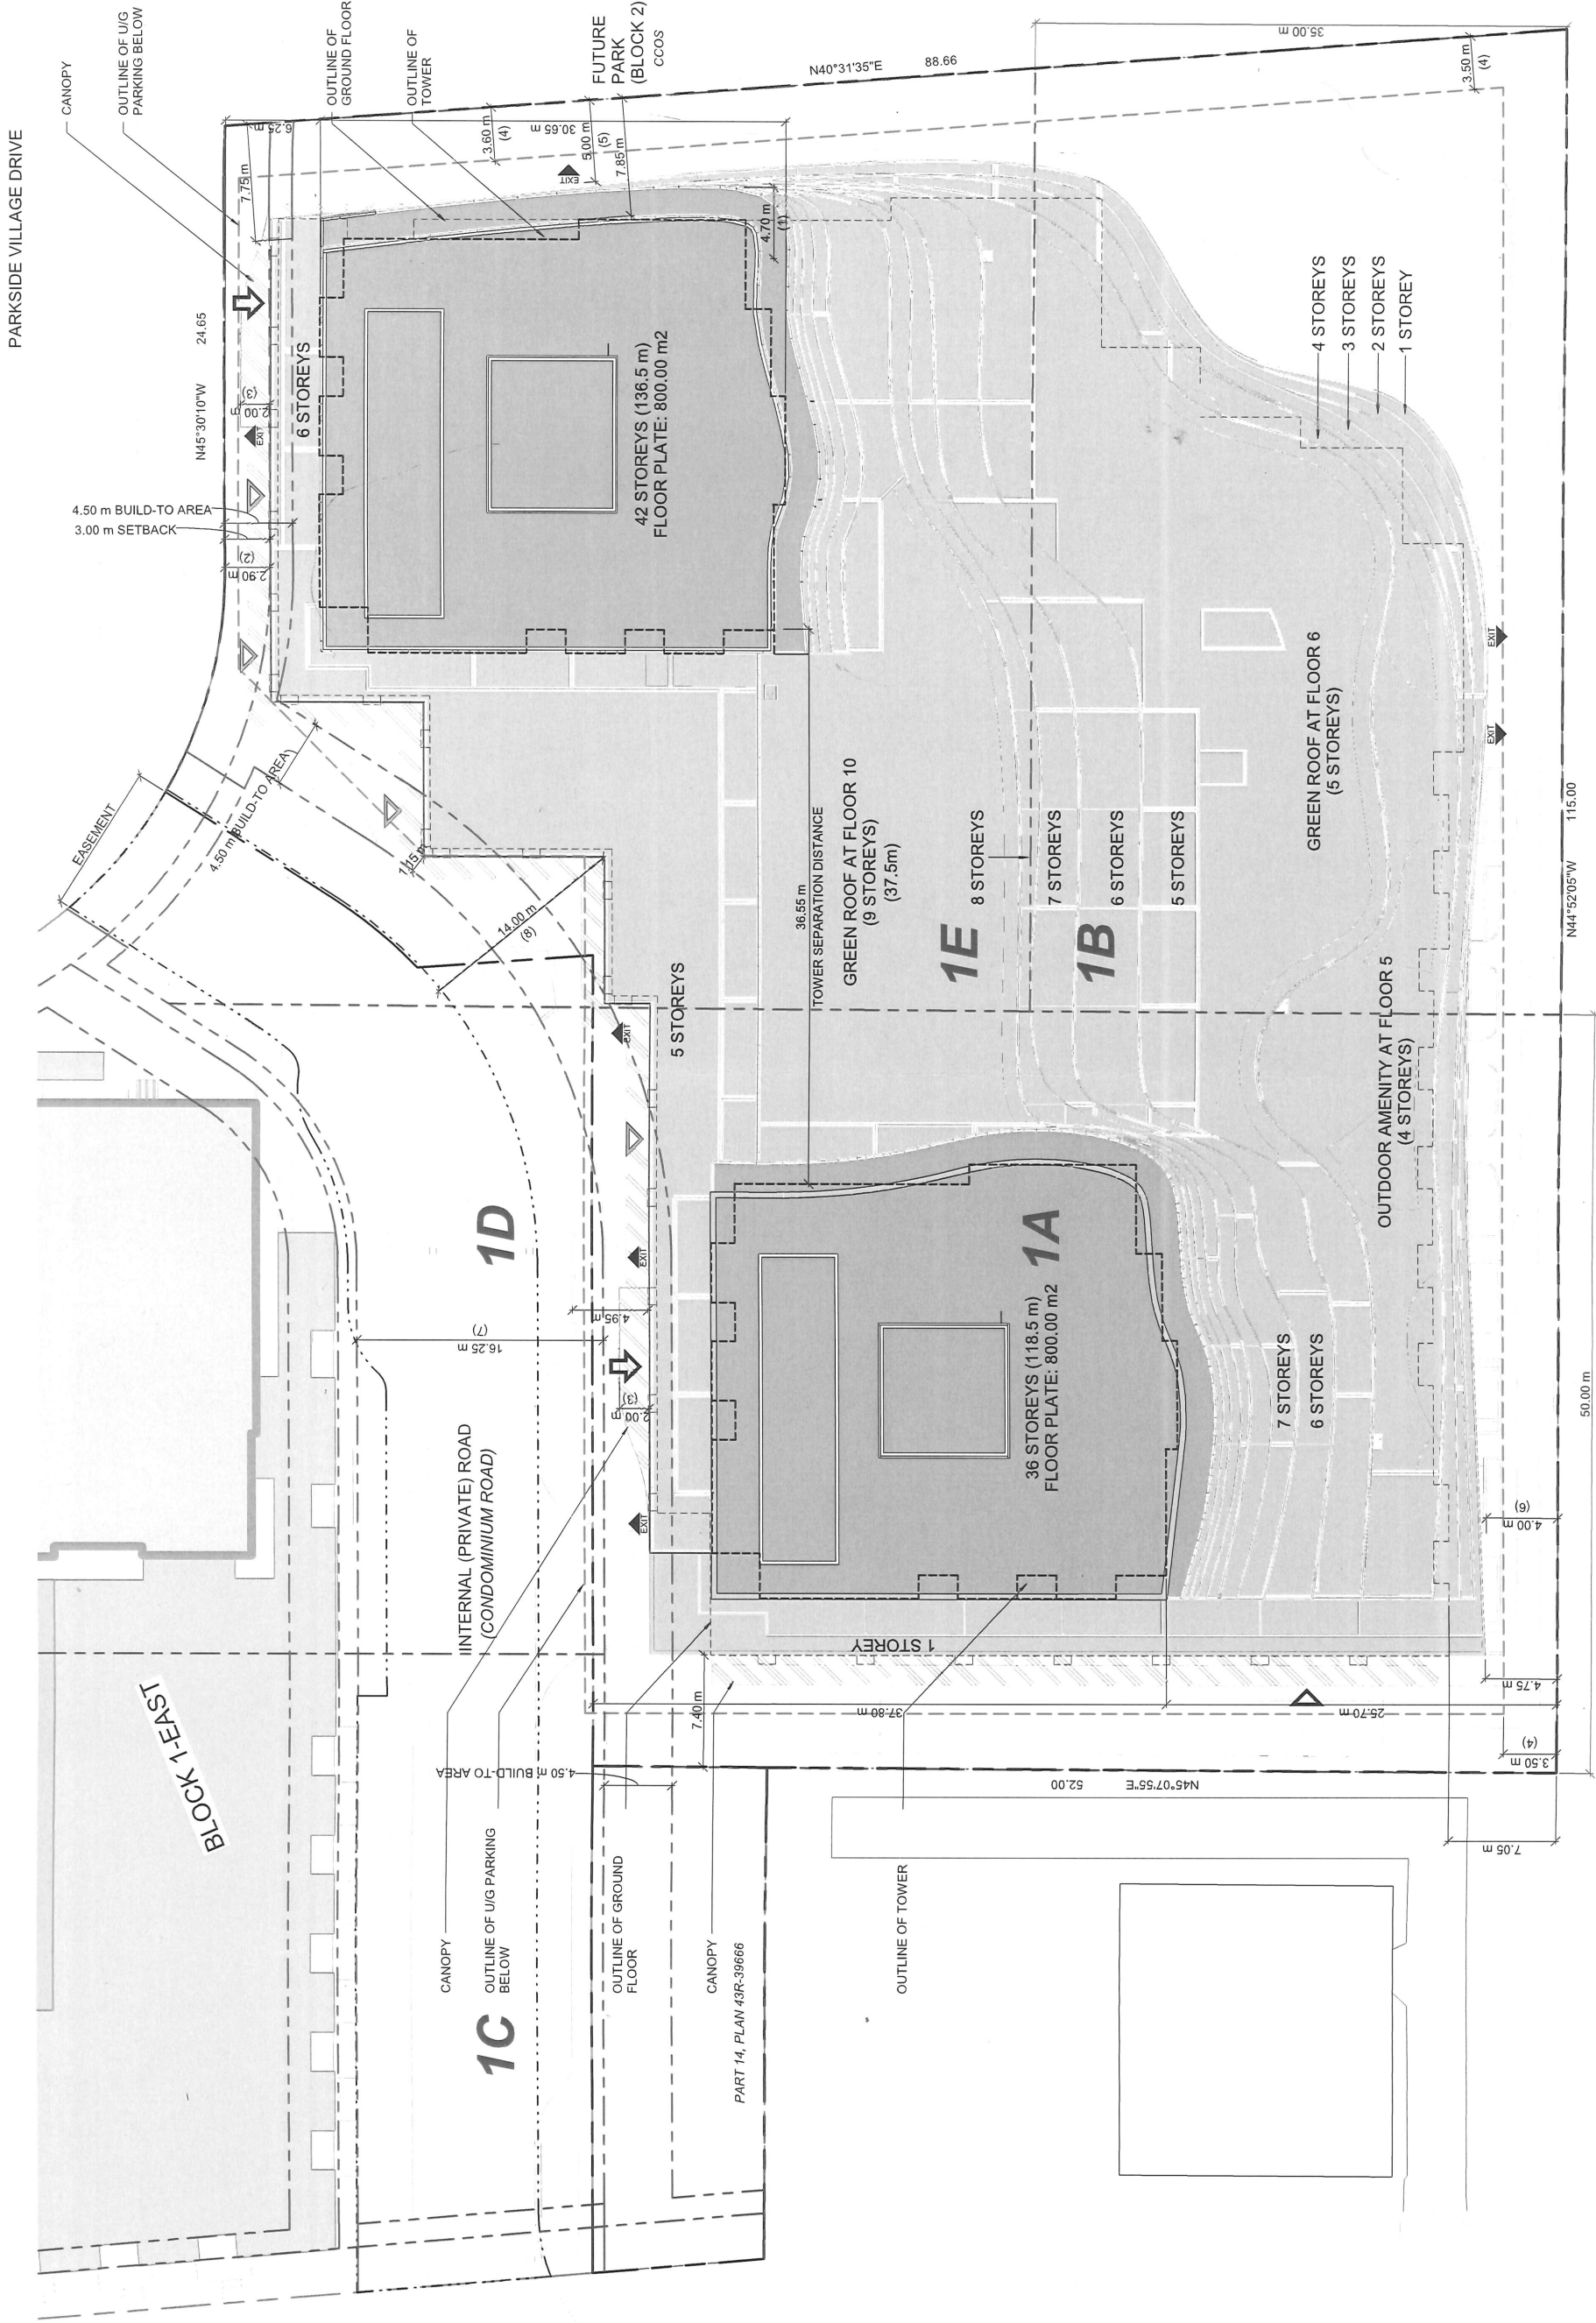 PARKSIDE VILLAGE DRIVE
CANOPY
OUTLINE OF U/G
PARKING BELOW
OUTLINE OF
GROUND FLOOR
OUTLINE OF
TOWER
FUTURE
PARK
(BLOCK 2)
CCOS
N40°31'35"E
88.66
35.00 m
3.50 m
(4)
6.25 m
7.75 m
3.60 m
(4)
30.65 m
5.00 m
(5)
7.85 m
EXIT
4.70 m
(1)
24.65
N45°30'10"W
2.00 m
(3)
EXIT
6 STOREYS
4.50 m BUILD-TO AREA
3.00 m SETBACK
2.90 m
(2)
42 STOREYS (136.5 m)
FLOOR PLATE: 800.00 m2
4 STOREYS
3 STOREYS
2 STOREYS
1 STOREY
EASEMENT
4.50 m BUILD-TO AREA
1.15 m
14.00 m
(8)
36.55 m
TOWER SEPARATION DISTANCE
GREEN ROOF AT FLOOR 10
(9 STOREYS)
(37.5m)
8 STOREYS
7 STOREYS
6 STOREYS
5 STOREYS
GREEN ROOF AT FLOOR 6
(5 STOREYS)
EXIT
EXIT
1E
1B
5 STOREYS
EXIT
N44°52'05"W
115.00
OUTDOOR AMENITY AT FLOOR 5
(4 STOREYS)
1D
EXIT
4.95 m
16.25 m
(7)
2.00 m
(3)
1A
36 STOREYS (118.5 m)
FLOOR PLATE: 800.00 m2
7 STOREYS
6 STOREYS
50.00 m
4.00 m
(6)
INTERNAL (PRIVATE) ROAD
(CONDOMINIUM ROAD)
EXIT
1 STOREY
BLOCK 1-EAST
7.40 m
37.80 m
25.70 m
4.75 m
3.50 m
(4)
4.50 m BUILD-TO AREA
N45°07'55"E
52.00
7.05 m
1C
CANOPY
OUTLINE OF U/G PARKING
BELOW
OUTLINE OF GROUND
FLOOR
CANOPY
PART 14, PLAN 43R-39666
OUTLINE OF TOWER